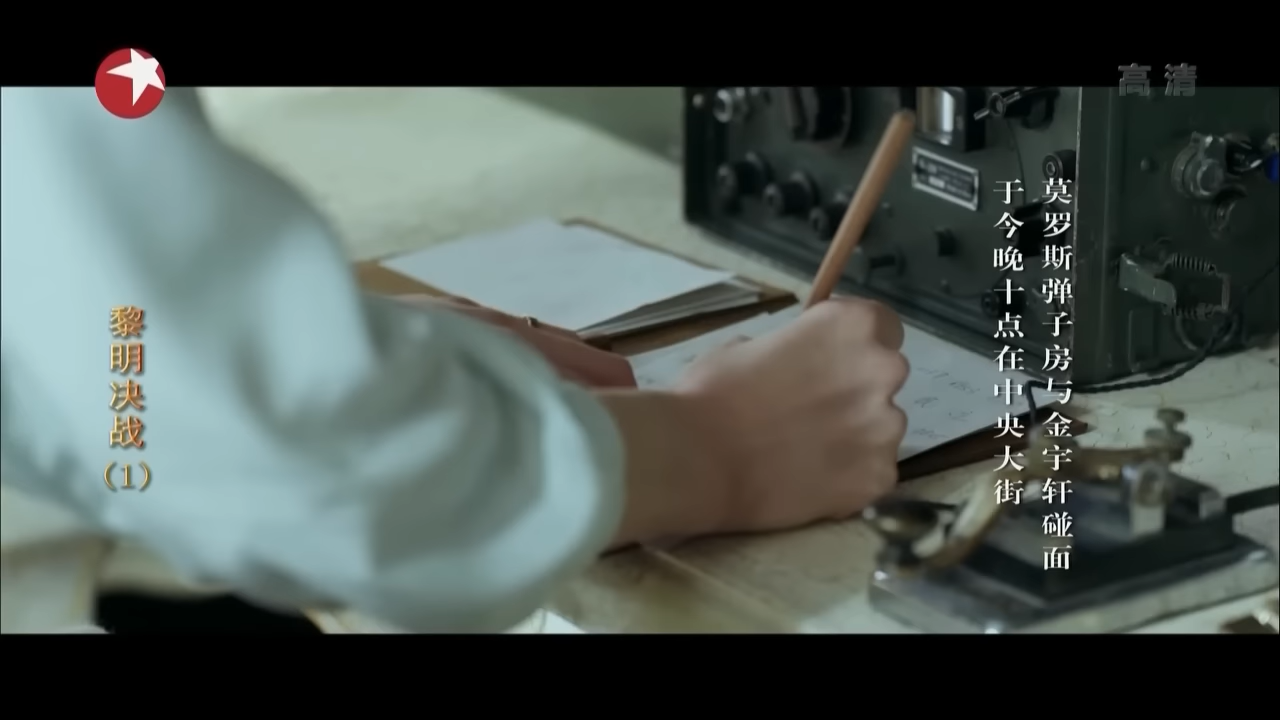 高清
于今晚十点在中央大街
莫罗斯弹子房与金宇轩碰面
黎明决战
(1)